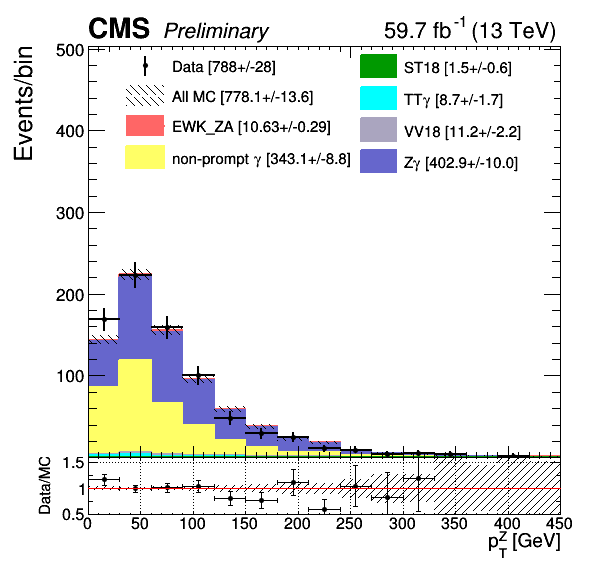 CMS Preliminary 59.7 fb⁻¹ (13 TeV)
Events/bin
500
400
300
200
100
Data [788+/-28]
All MC [778.1+/-13.6]
EWK_ZA [10.63+/-0.29]
non-prompt γ [343.1+/-8.8]
ST18 [1.5+/-0.6]
TTγ [8.7+/-1.7]
VV18 [11.2+/-2.2]
Zγ [402.9+/-10.0]
Data/MC
1.5
1
0.5
0 50 100 150 200 250 300 350 400 450
p_T^Z [GeV]